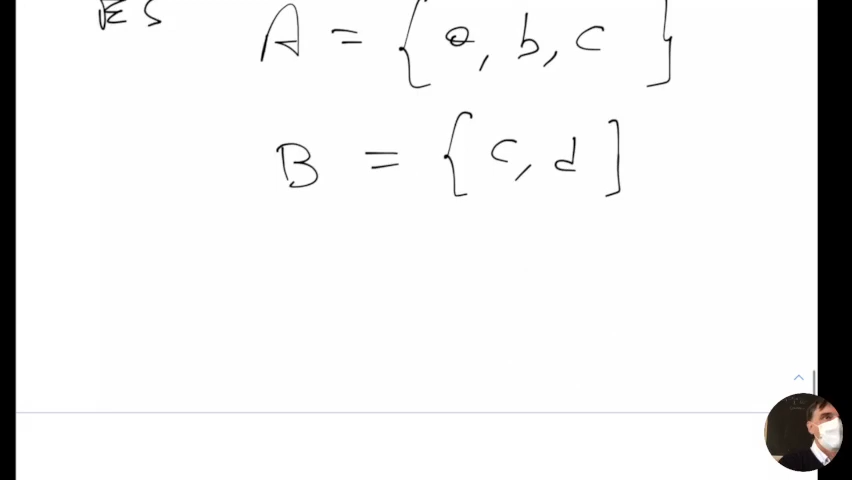 ES
A = { a, b, c }
B = { c, d }